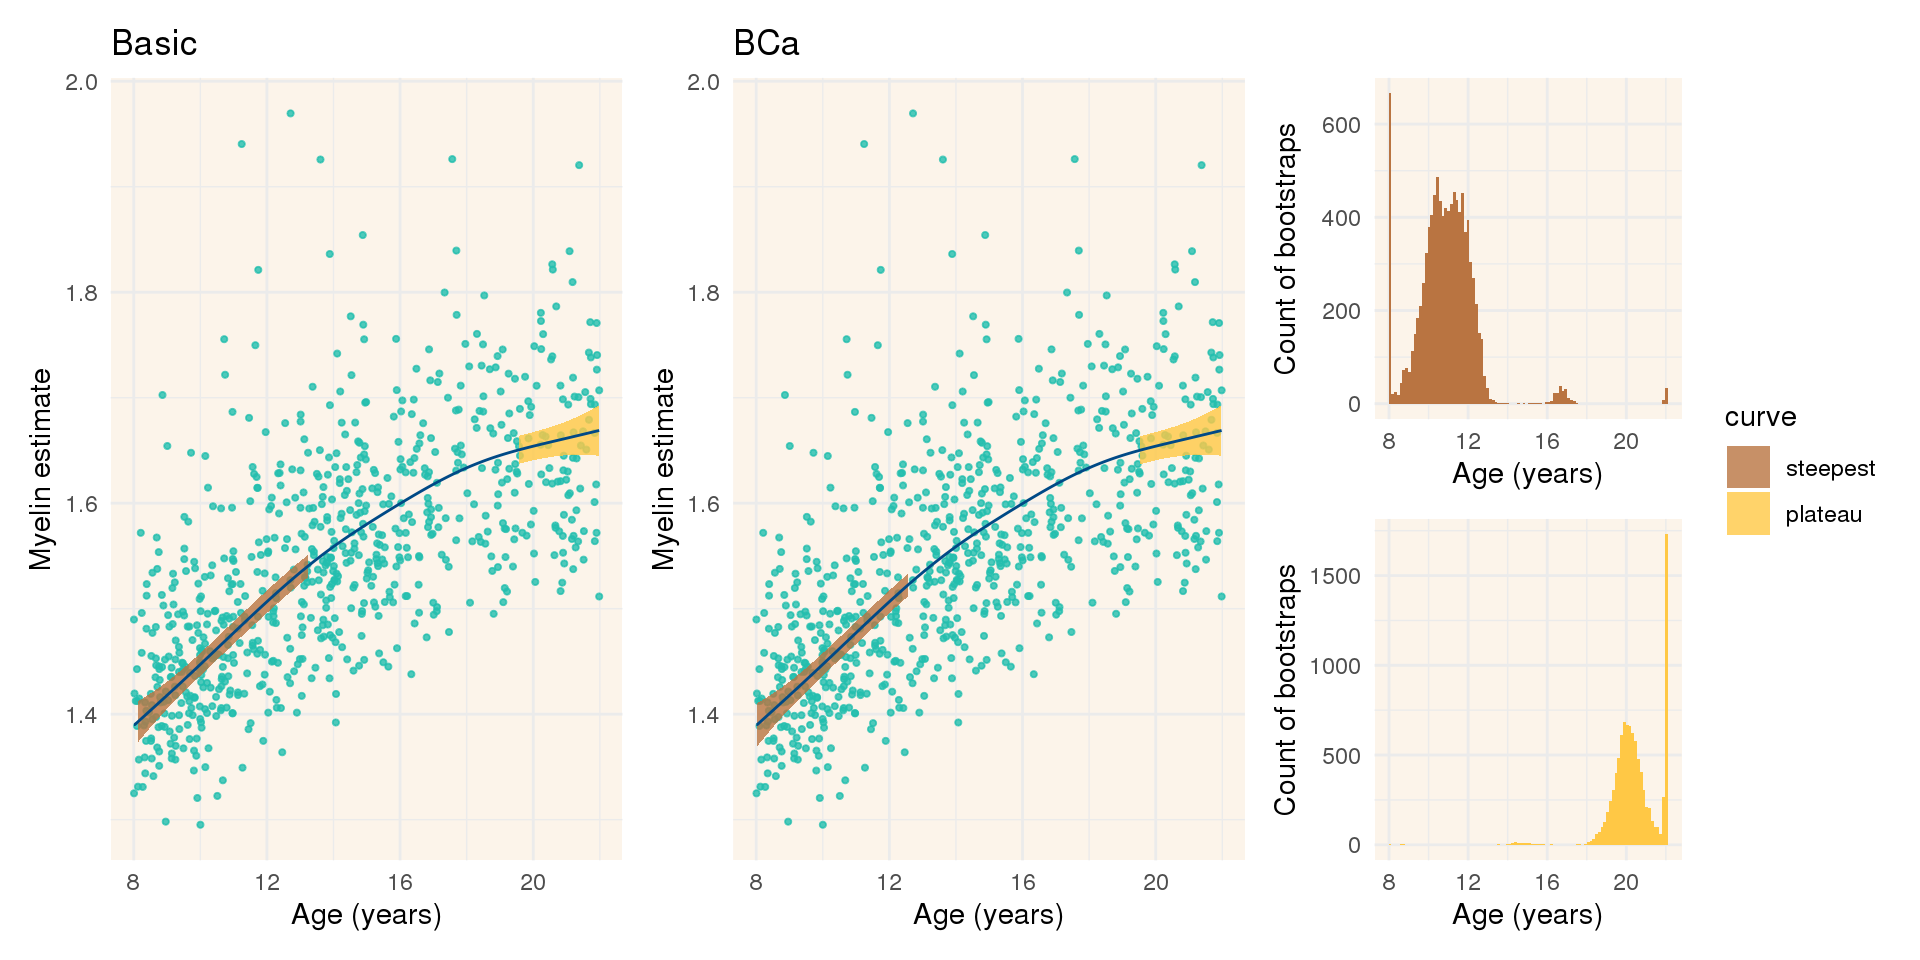 Basic
Myelin estimate
2.0
1.8
1.6
1.4
8 12 16 20
Age (years)
BCa
Myelin estimate
2.0
1.8
1.6
1.4
8 12 16 20
Age (years)
Count of bootstraps
600
400
200
0
8 12 16 20
Age (years)
Count of bootstraps
1500
1000
500
0
8 12 16 20
Age (years)
curve
steepest
plateau